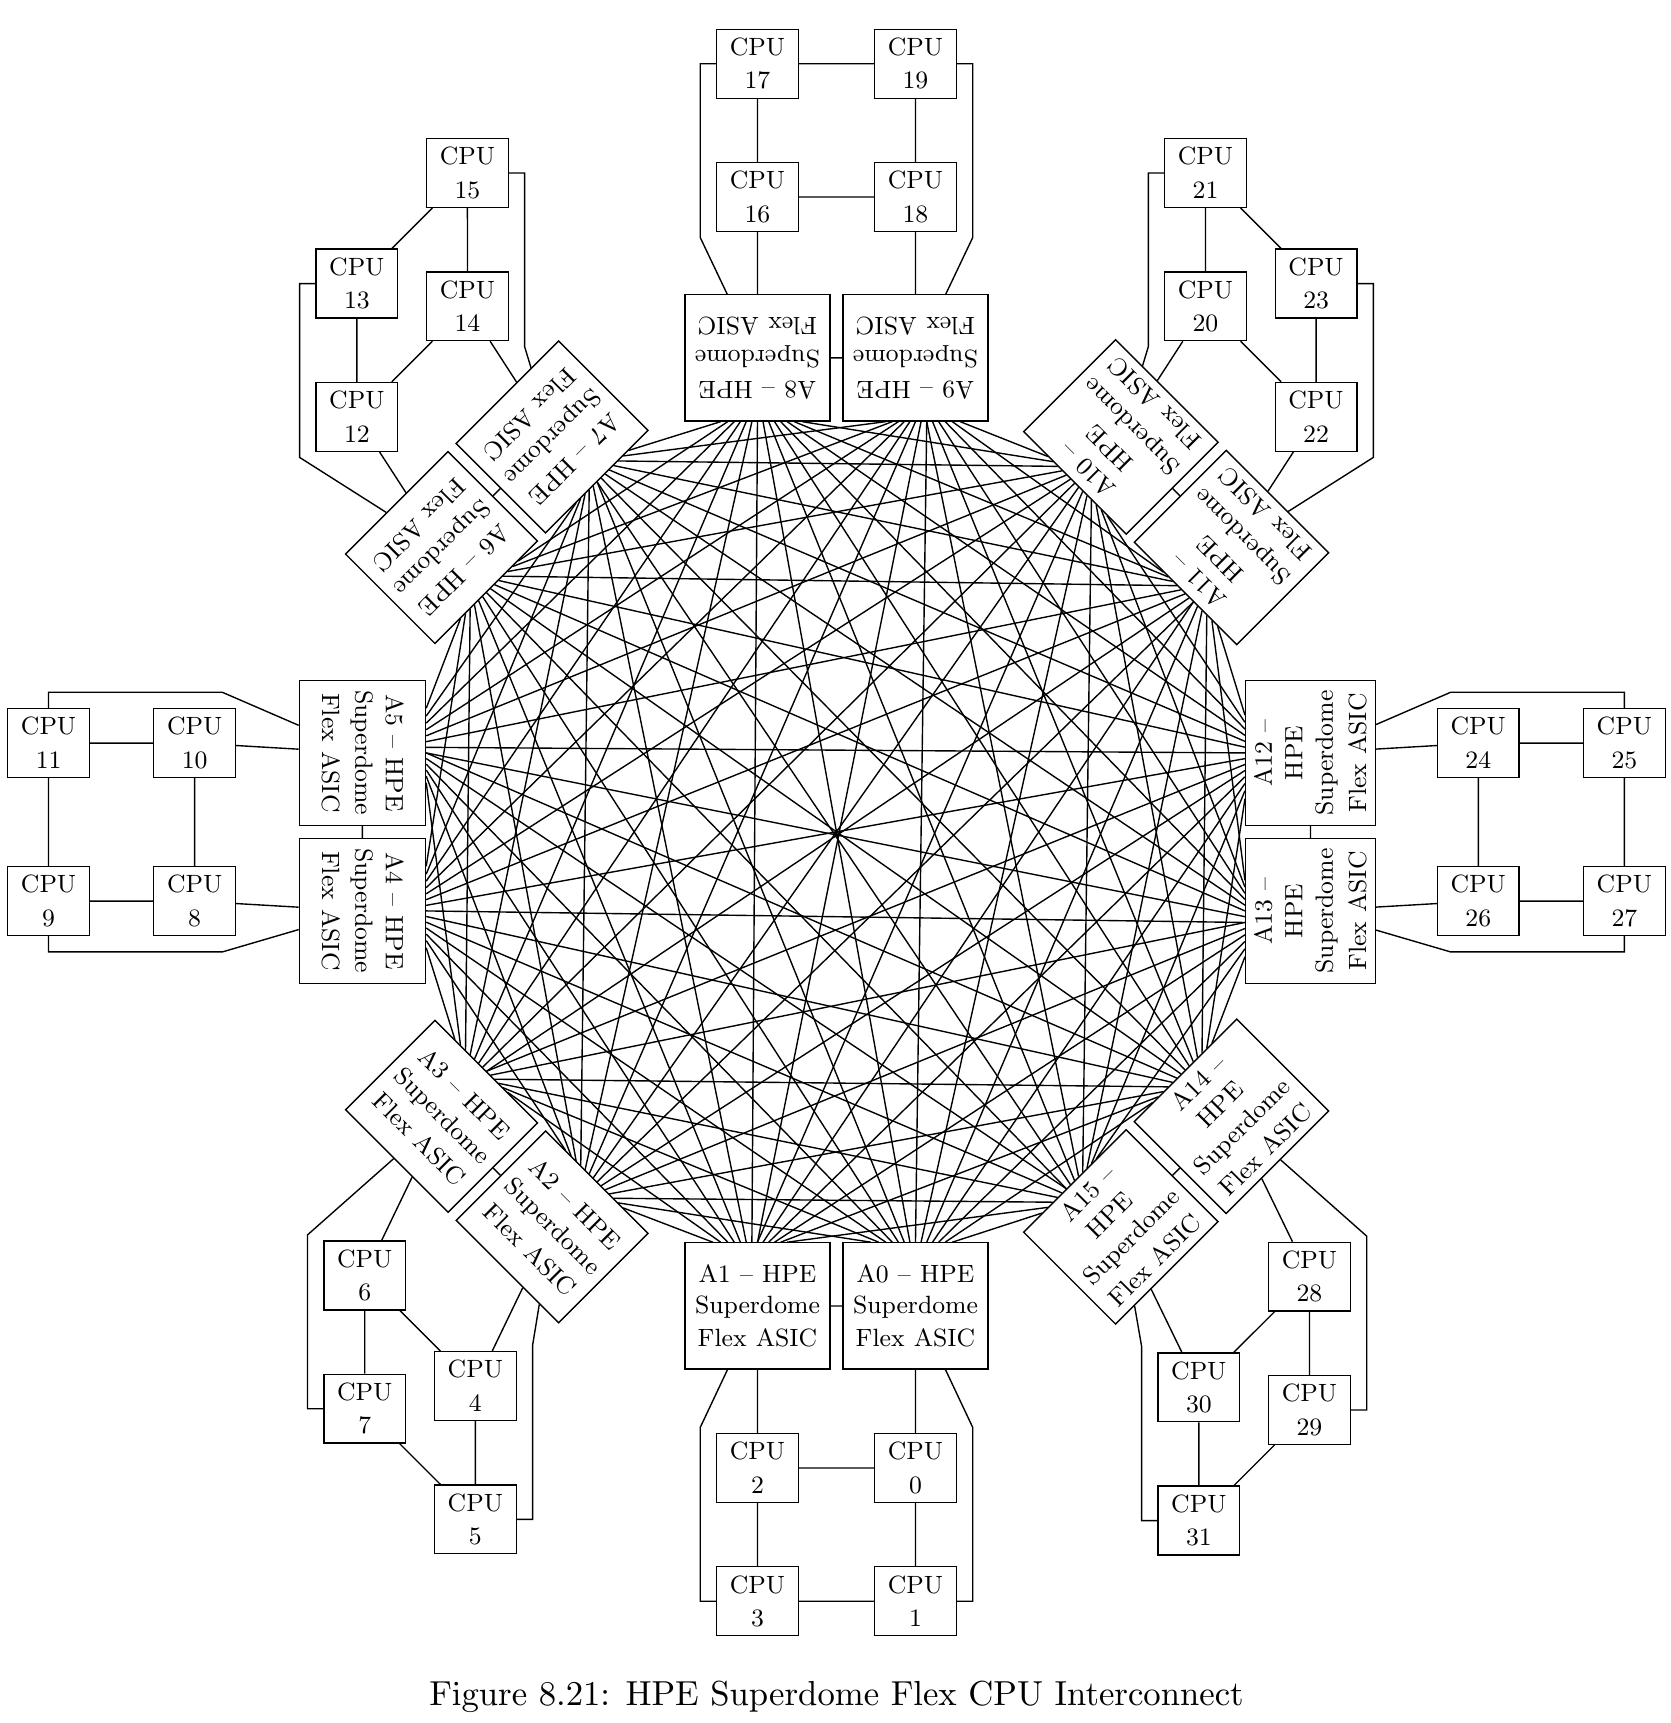 CPU
17
CPU
19
CPU
15
CPU
21
CPU
16
CPU
18
CPU
13
CPU
14
CPU
20
CPU
23
A8 – HPE
Superdome
Flex ASIC
A9 – HPE
Superdome
Flex ASIC
CPU
12
CPU
22
A7 – HPE
Superdome
Flex ASIC
A10 –
HPE
Superdome
Flex ASIC
A6 – HPE
Superdome
Flex ASIC
A11 –
HPE
Superdome
Flex ASIC
CPU
11
CPU
10
A5 – HPE
Superdome
Flex ASIC
A12 –
HPE
Superdome
Flex ASIC
CPU
24
CPU
25
CPU
9
CPU
8
A4 – HPE
Superdome
Flex ASIC
A13 –
HPE
Superdome
Flex ASIC
CPU
26
CPU
27
A3 – HPE
Superdome
Flex ASIC
A14 –
HPE
Superdome
Flex ASIC
A2 – HPE
Superdome
Flex ASIC
A15 –
HPE
Superdome
Flex ASIC
CPU
6
A1 – HPE
Superdome
Flex ASIC
A0 – HPE
Superdome
Flex ASIC
CPU
28
CPU
7
CPU
4
CPU
30
CPU
29
CPU
2
CPU
0
CPU
5
CPU
31
CPU
3
CPU
1
Figure 8.21: HPE Superdome Flex CPU Interconnect